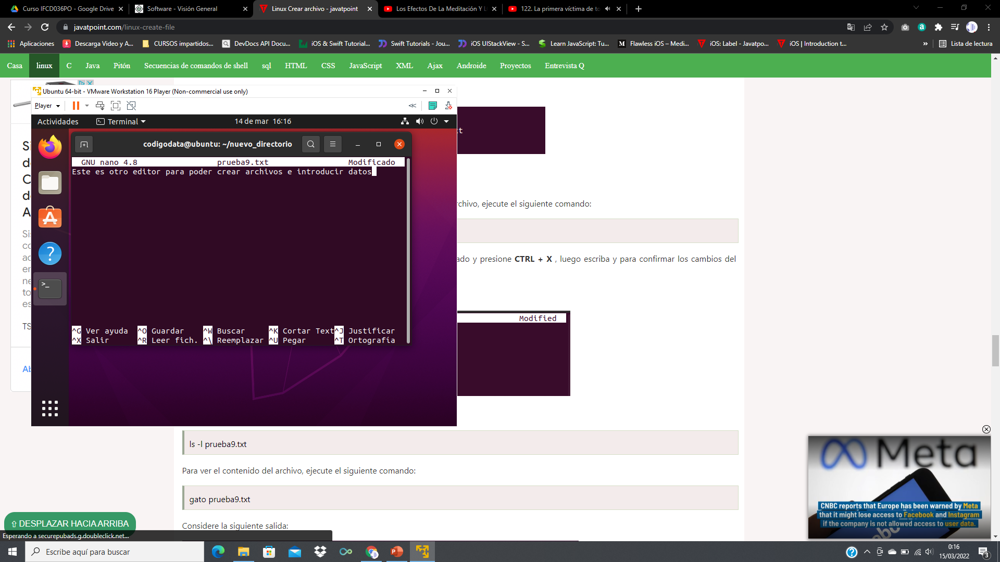 Curso IFCD036PO - Google Drive
Software - Visión General
Linux Crear archivo - javatpoint
Los Efectos De La Meditación Y L
122. La primera víctima de to
javatpoint.com/linux-create-file
Aplicaciones
Descarga Video y A...
CURSOS impartidos...
DevDocs API Docu...
iOS & Swift Tutorial...
Swift Tutorials - Jou...
iOS UIStackView - S...
Learn JavaScript: Tu...
Flawless iOS – Medi...
iOS: Label - Javatpo...
iOS | Introduction t...
»
Lista de lectura
Casa linux C Java Pitón Secuencias de comandos de shell sql HTML CSS JavaScript XML Ajax Androide Proyectos Entrevista Q
Ubuntu 64-bit - VMware Workstation 16 Player (Non-commercial use only)
Player
Actividades
Terminal
14 de mar 16:16
codigodata@ubuntu: ~/nuevo_directorio
GNU nano 4.8 prueba9.txt Modificado
Este es otro editor para poder crear archivos e introducir datos
^G Ver ayuda ^O Guardar ^W Buscar ^K Cortar Text^J Justificar
^X Salir ^R Leer fich. ^\ Reemplazar ^U Pegar ^T Ortografía
rchivo, ejecute el siguiente comando:
ado y presione CTRL + X , luego escriba y para confirmar los cambios del
Modified
TS
Ab
ls -l prueba9.txt
Para ver el contenido del archivo, ejecute el siguiente comando:
gato prueba9.txt
Considere la siguiente salida:
⇧ DESPLAZAR HACIA ARRIBA
Esperando a securepubads.g.doubleclick.net...
Meta
CNBC reports that Europe has been warned by Meta
that it might lose access to Facebook and Instagram
if the company is not allowed access to user data.
Escribe aquí para buscar
0:16
15/03/2022
3